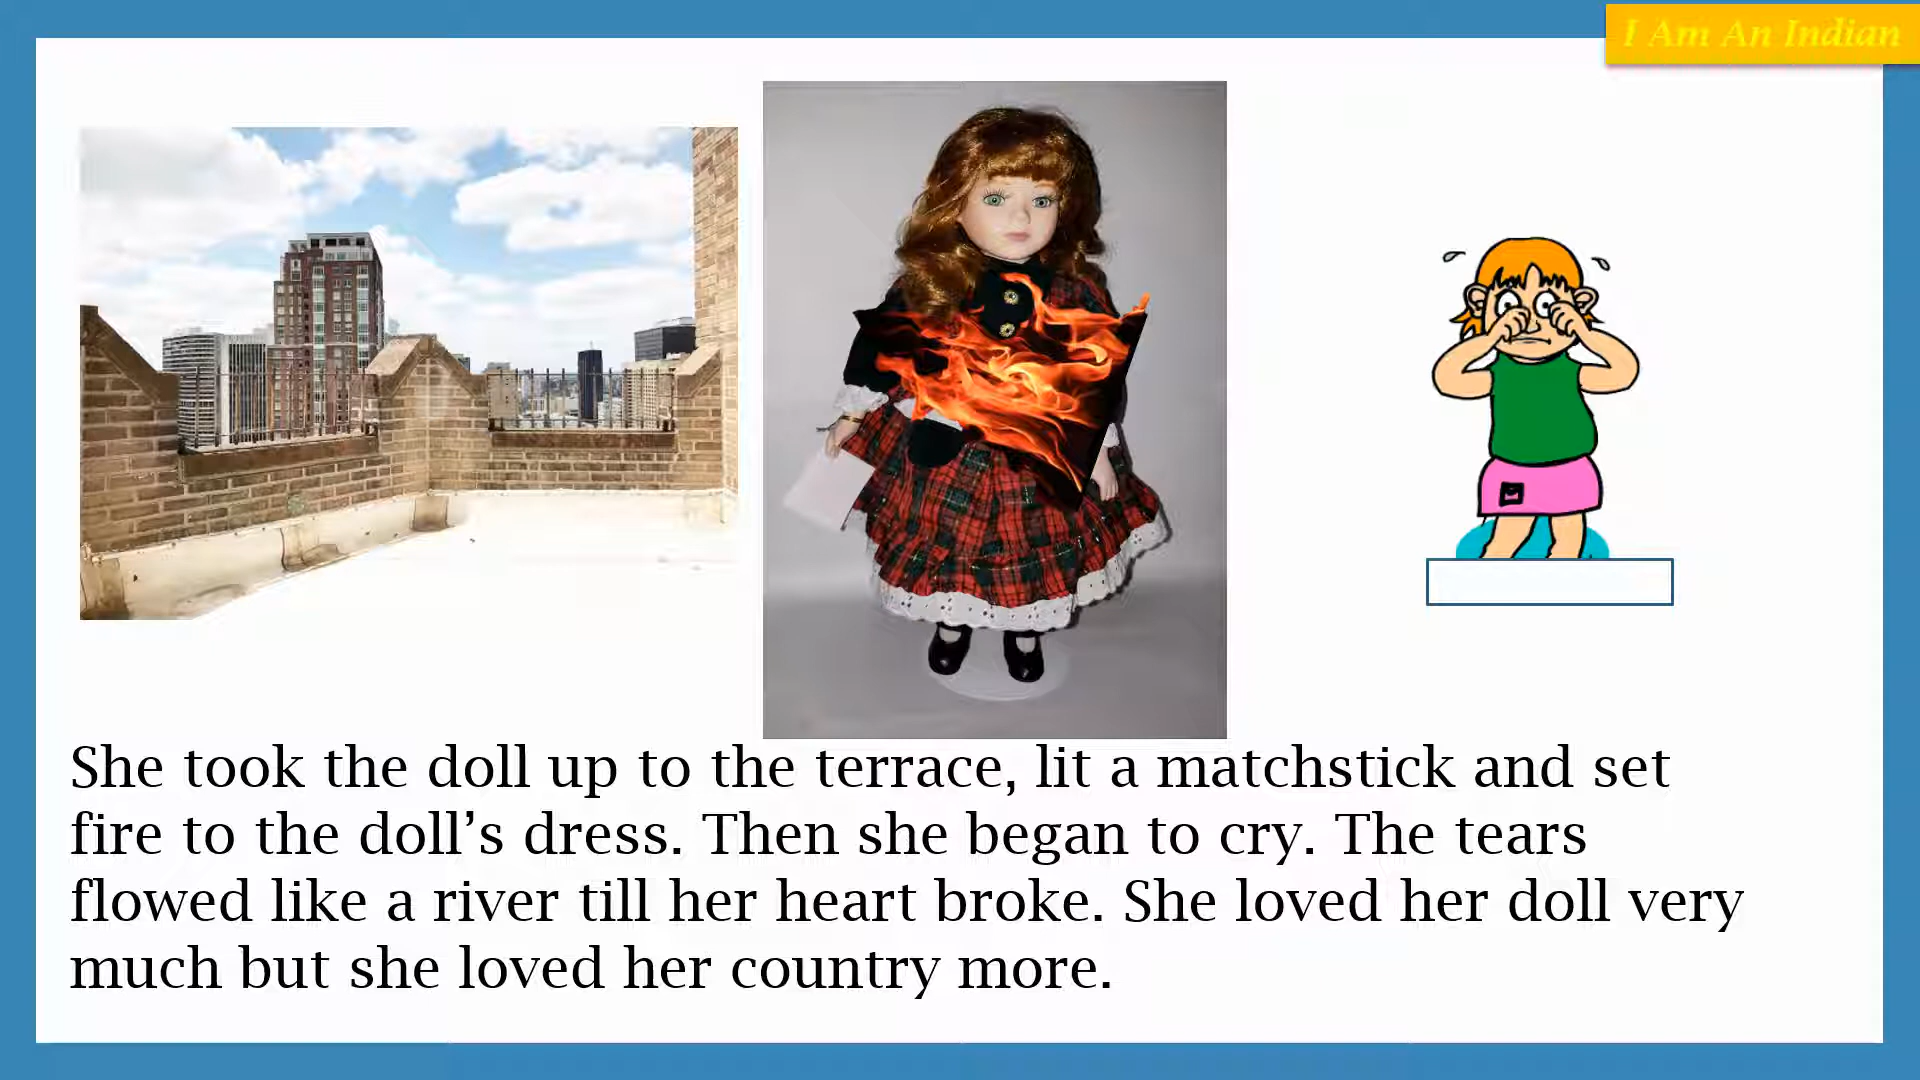 I Am An Indian
She took the doll up to the terrace, lit a matchstick and set
fire to the doll’s dress. Then she began to cry. The tears
flowed like a river till her heart broke. She loved her doll very
much but she loved her country more.